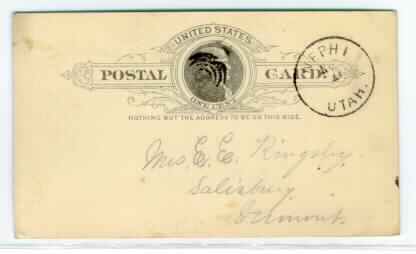 UNITED STATES
POSTAL CARD.
ONE CENT
NOTHING BUT THE ADDRESS TO BE ON THIS SIDE.
NEPHI
UTAH.
Mrs. E. E. Kingsby
Salisbury
Vermont.